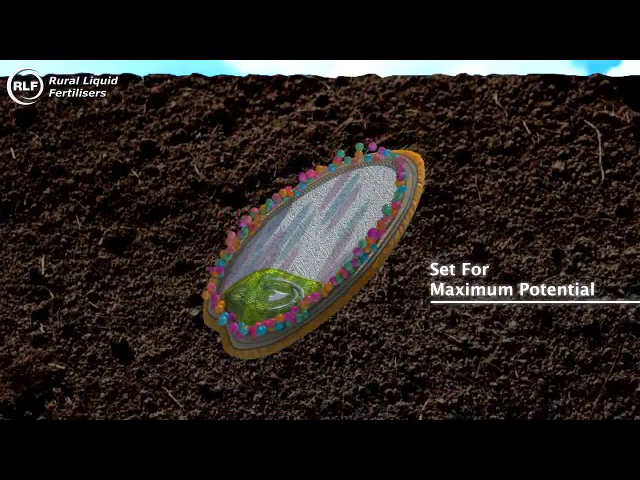 RLF
Rural Liquid
Fertilisers
Set For
Maximum Potential